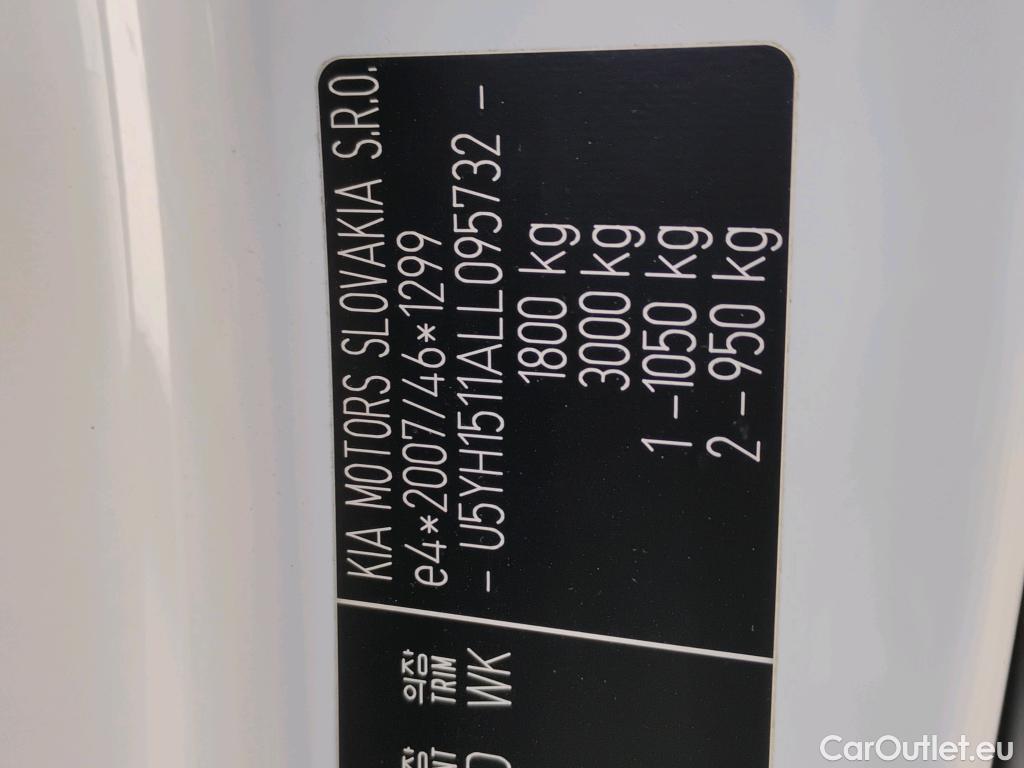 KIA MOTORS SLOVAKIA S.R.O.
e4*2007/46*1299
- U5YH1511ALL095732 -
1800 kg
3000 kg
1 -1050 kg
2 - 950 kg
의장
TRIM
WK
CarOutlet.eu